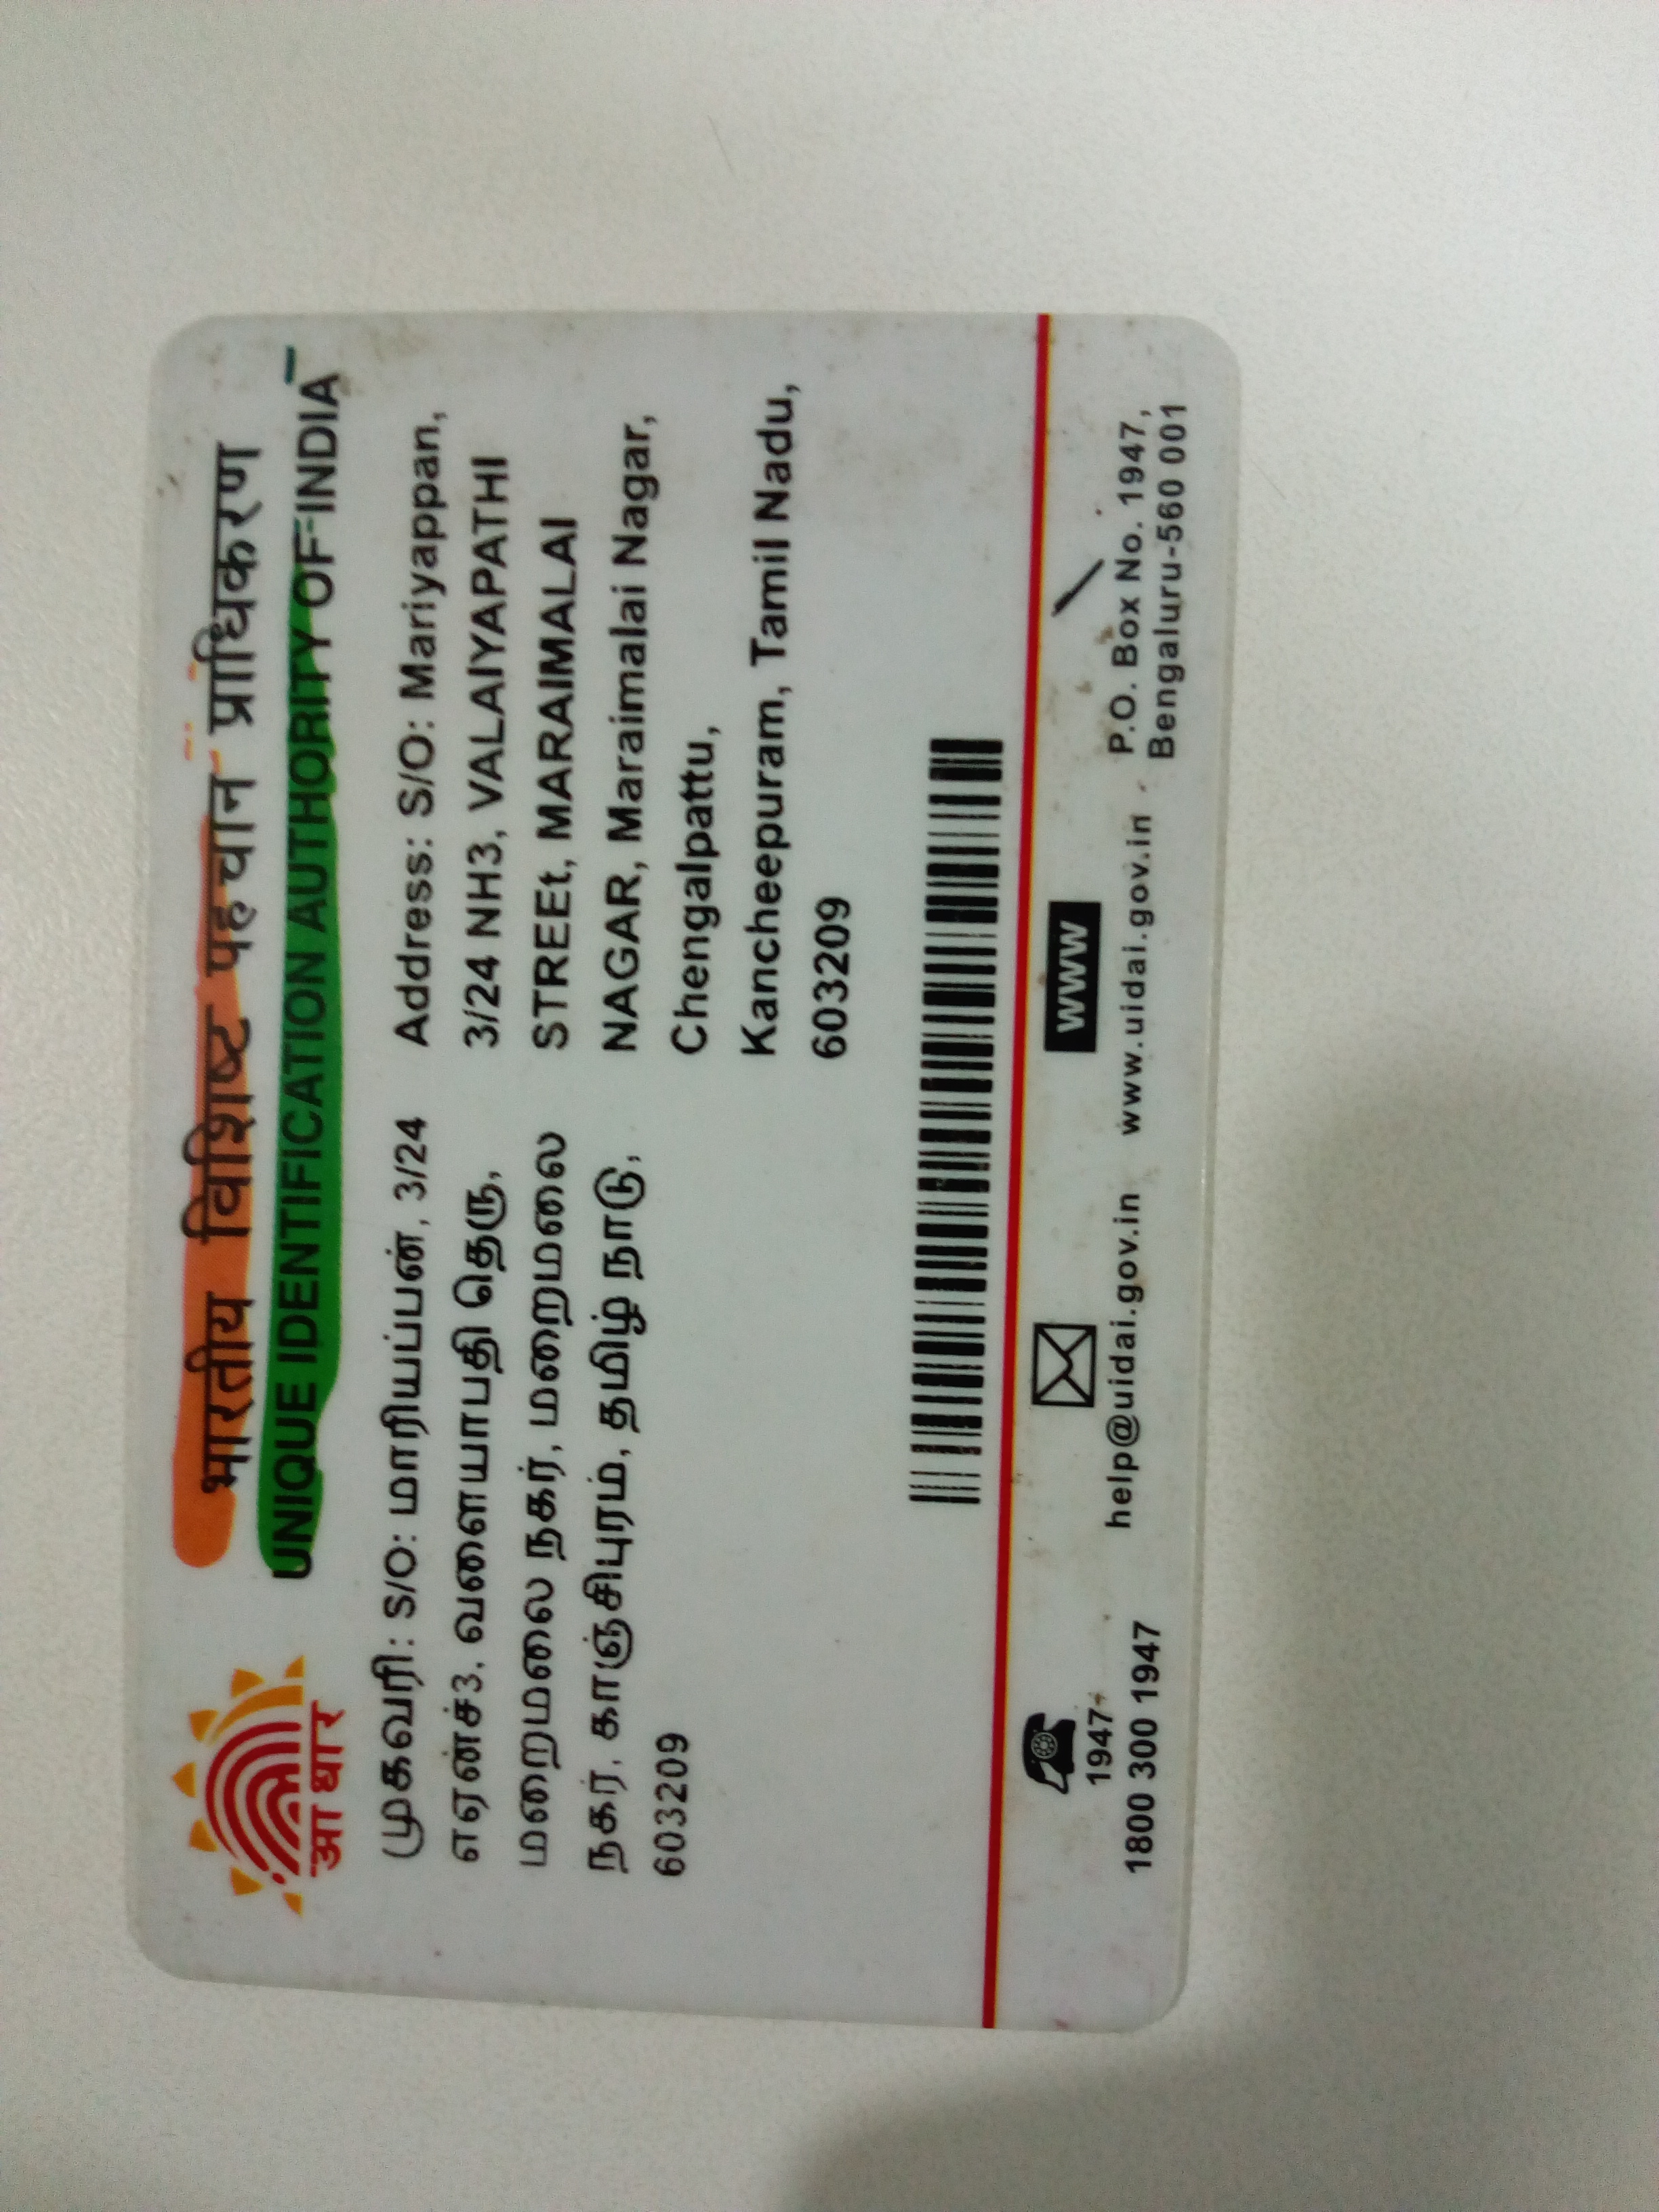 भारतीय विशिष्ट पहचान प्राधिकरण
UNIQUE IDENTIFICATION AUTHORITY OF INDIA
आधार
முகவரி: S/O: மாரியப்பன், 3/24
எஏன்ச்3, வளையாபதி தெரு,
மறைமலை நகர், மறைமலை
நகர், காஞ்சிபுரம், தமிழ் நாடு,
603209
Address: S/O: Mariyappan,
3/24 NH3, VALAIYAPATHI
STREEt, MARAIMALAI
NAGAR, Maraimalai Nagar,
Chengalpattu,
Kancheepuram, Tamil Nadu,
603209
1947
1800 300 1947
help@uidai.gov.in
WWW
www.uidai.gov.in
P.O. Box No. 1947,
Bengaluru-560 001